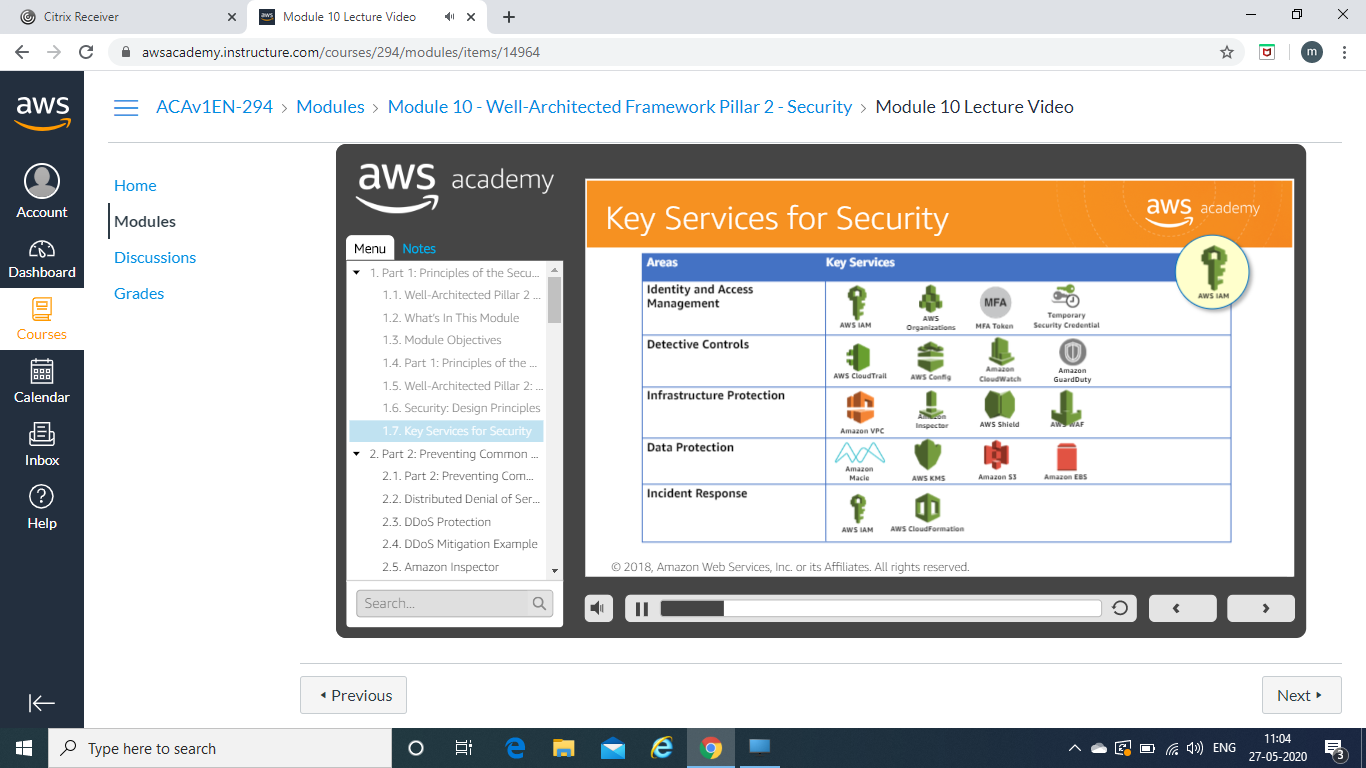 Citrix Receiver
Module 10 Lecture Video
awsacademy.instructure.com/courses/294/modules/items/14964
m
aws
Account
Dashboard
Courses
Calendar
Inbox
Help
ACAv1EN-294 > Modules > Module 10 - Well-Architected Framework Pillar 2 - Security > Module 10 Lecture Video
Home
Modules
Discussions
Grades
aws academy
Menu Notes
1. Part 1: Principles of the Secu...
1.1. Well-Architected Pillar 2 ...
1.2. What's In This Module
1.3. Module Objectives
1.4. Part 1: Principles of the ...
1.5. Well-Architected Pillar 2: ...
1.6. Security: Design Principles
1.7. Key Services for Security
2. Part 2: Preventing Common ...
2.1. Part 2: Preventing Com...
2.2. Distributed Denial of Ser...
2.3. DDoS Protection
2.4. DDoS Mitigation Example
2.5. Amazon Inspector
Search...
Key Services for Security
aws academy
AWS IAM
Areas Key Services
Identity and Access
Management
AWS IAM
AWS
Organizations
MFA
MFA Token
Temporary
Security Credential
Detective Controls
AWS CloudTrail
AWS Config
Amazon
CloudWatch
Amazon
GuardDuty
Infrastructure Protection
Amazon VPC
Amazon
Inspector
AWS Shield
AWS WAF
Data Protection
Amazon
Macie
AWS KMS
Amazon S3
Amazon EBS
Incident Response
AWS IAM
AWS CloudFormation
© 2018, Amazon Web Services, Inc. or its Affiliates. All rights reserved.
Previous
Next
Type here to search
ENG
11:04
27-05-2020
3